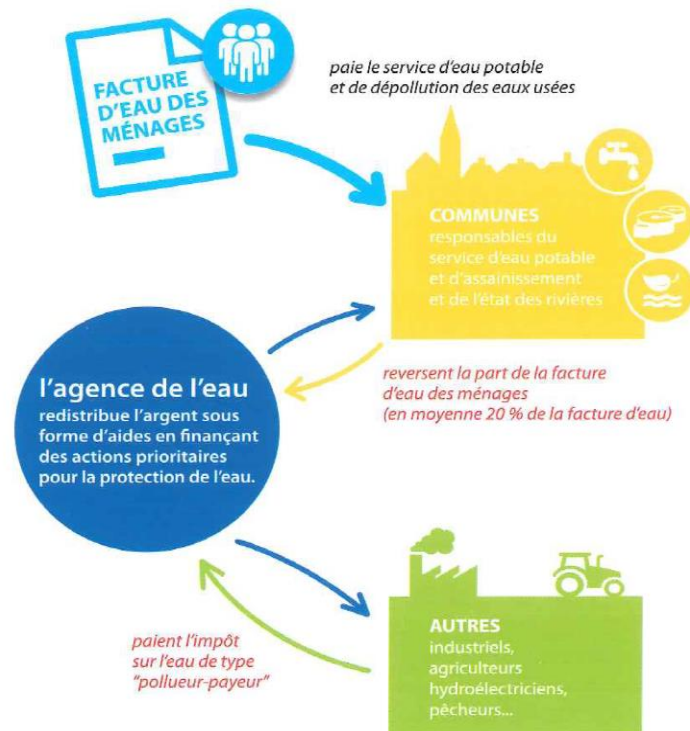 FACTURE
D'EAU DES
MÉNAGES
paie le service d'eau potable
et de dépollution des eaux usées
COMMUNES
responsables du
service d'eau potable
et d'assainissement
et de l'état des rivières
reversent la part de la facture
d'eau des ménages
(en moyenne 20 % de la facture d'eau)
l'agence de l'eau
redistribue l'argent sous
forme d'aides en finançant
des actions prioritaires
pour la protection de l'eau.
paient l'impôt
sur l'eau de type
"pollueur-payeur"
AUTRES
industriels,
agriculteurs
hydroélectriciens,
pêcheurs...